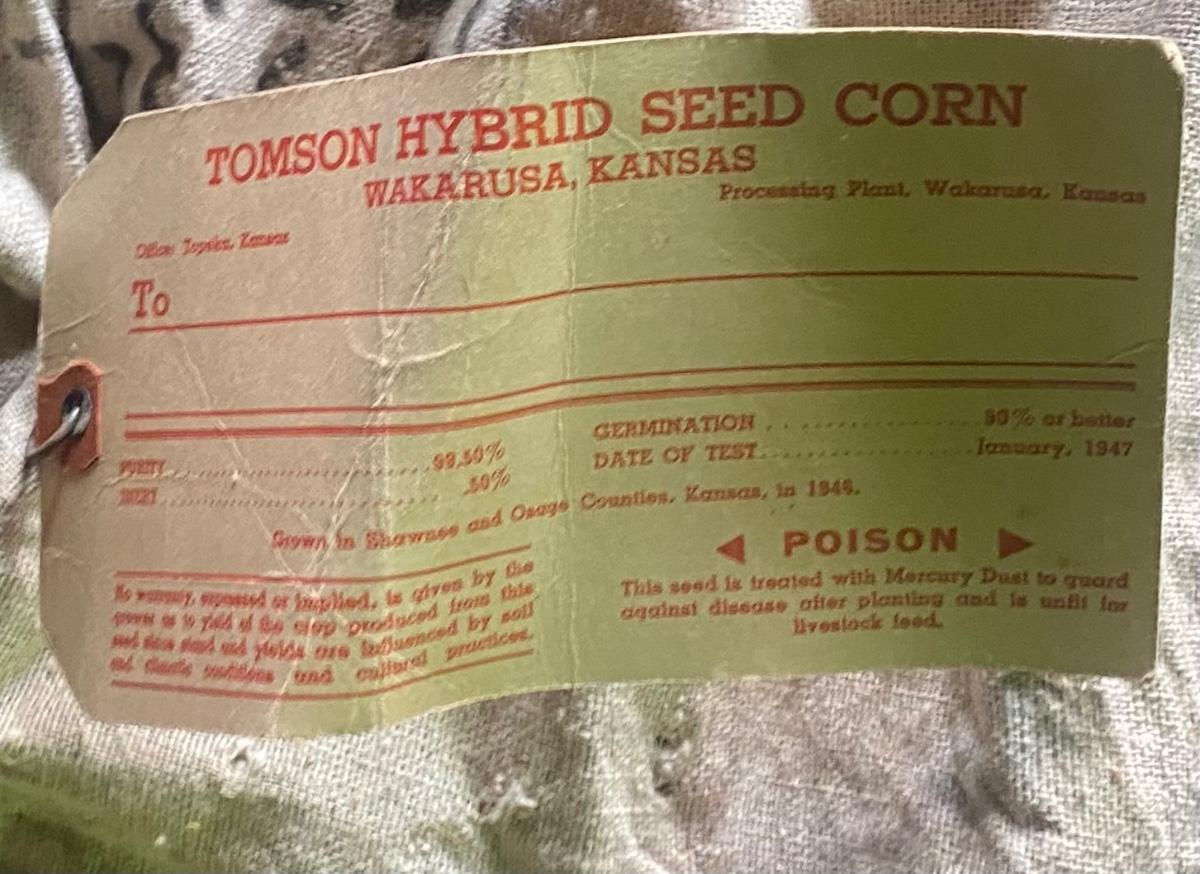 TOMSON HYBRID SEED CORN
WAKARUSA, KANSAS
Processing Plant, Wakarusa, Kansas
Office: Topeka, Kansas
To
PURITY ........................ 99.50%
INERT ........................ .50%
GERMINATION ............ 90% or better
DATE OF TEST ............ January, 1947
Grown in Shawnee and Osage Counties, Kansas, in 1946.
No warranty, expressed or implied, is given by the
grower as to yield of the crop produced from this
seed since stand and yields are influenced by soil
and climatic conditions and cultural practices.
◀ POISON ▶
This seed is treated with Mercury Dust to guard
against disease after planting and is unfit for
livestock feed.